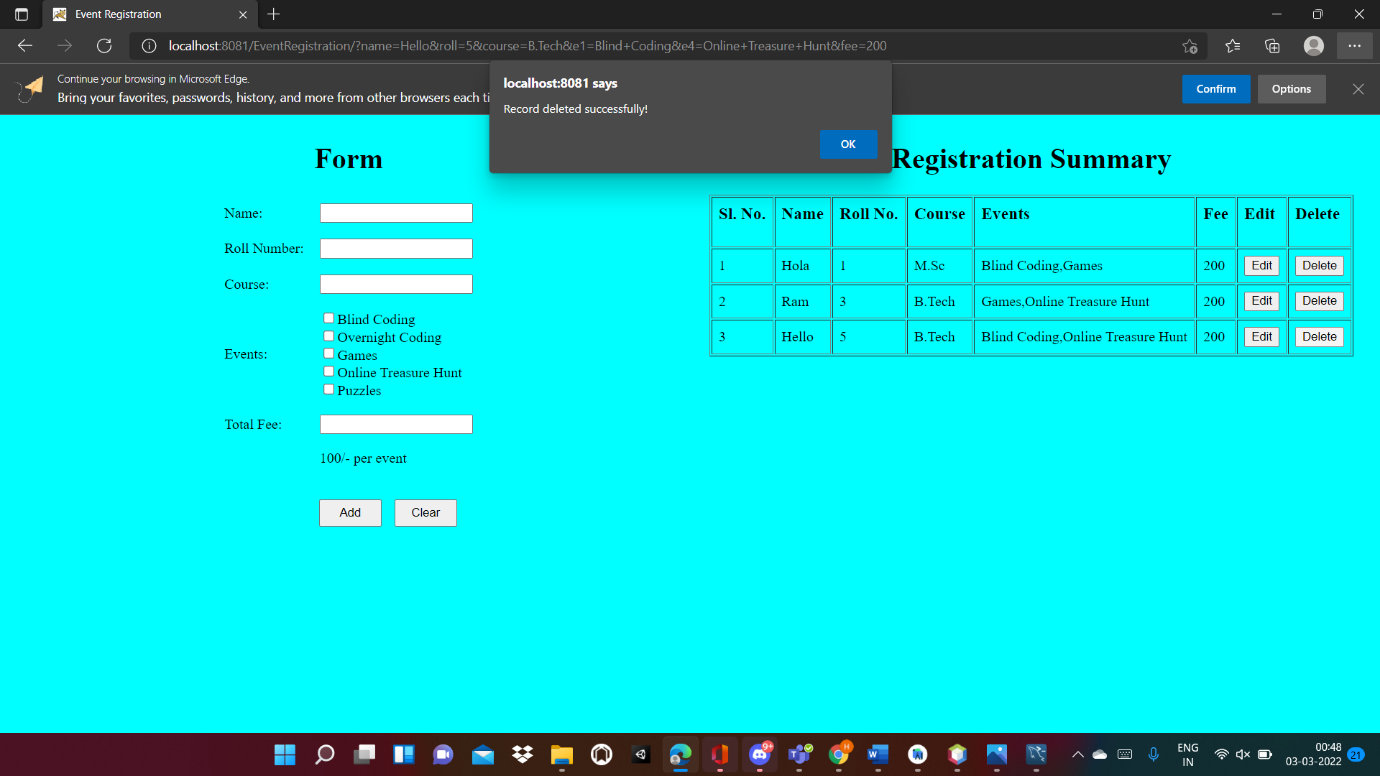 Event Registration
localhost:8081/EventRegistration/?name=Hello&roll=5&course=B.Tech&e1=Blind+Coding&e4=Online+Treasure+Hunt&fee=200
Continue your browsing in Microsoft Edge.
Bring your favorites, passwords, history, and more from other browsers each ti
Confirm
Options
localhost:8081 says
Record deleted successfully!
OK
Form
Name:
Roll Number:
Course:
Events:
Blind Coding
Overnight Coding
Games
Online Treasure Hunt
Puzzles
Total Fee:
100/- per event
Add Clear
Registration Summary
Sl. No. Name Roll No. Course Events Fee Edit Delete
1 Hola 1 M.Sc Blind Coding,Games 200 Edit Delete
2 Ram 3 B.Tech Games,Online Treasure Hunt 200 Edit Delete
3 Hello 5 B.Tech Blind Coding,Online Treasure Hunt 200 Edit Delete
9+
H
W
ENG
IN
00:48
03-03-2022
21